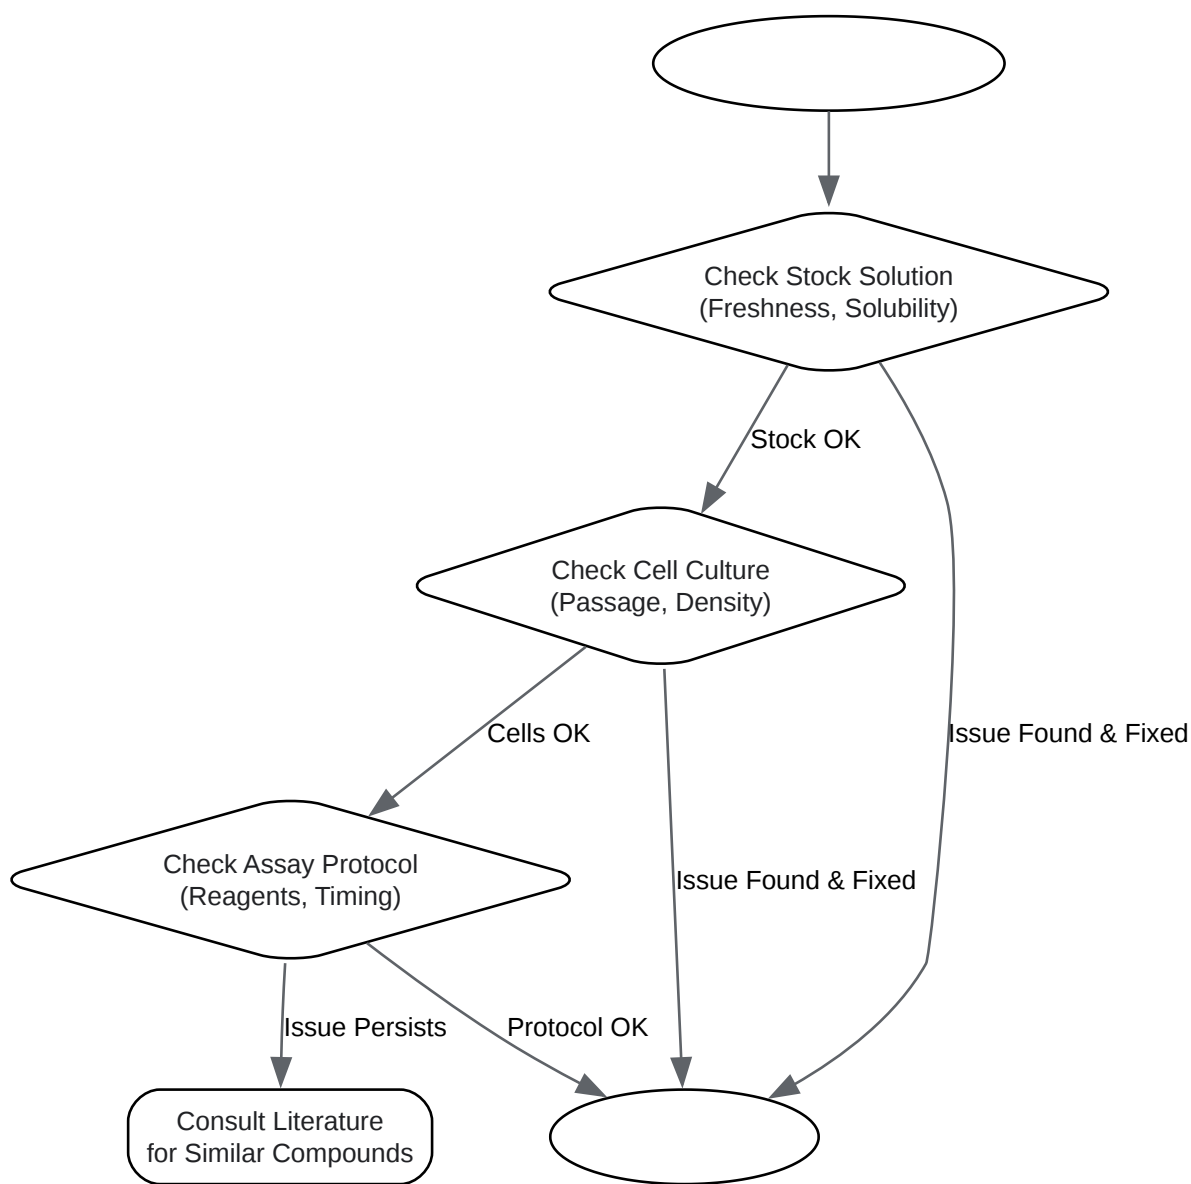 Check Stock Solution
(Freshness, Solubility)
Stock OK
Check Cell Culture
(Passage, Density)
Cells OK
Issue Found & Fixed
Check Assay Protocol
(Reagents, Timing)
Issue Found & Fixed
Issue Persists
Protocol OK
Consult Literature
for Similar Compounds